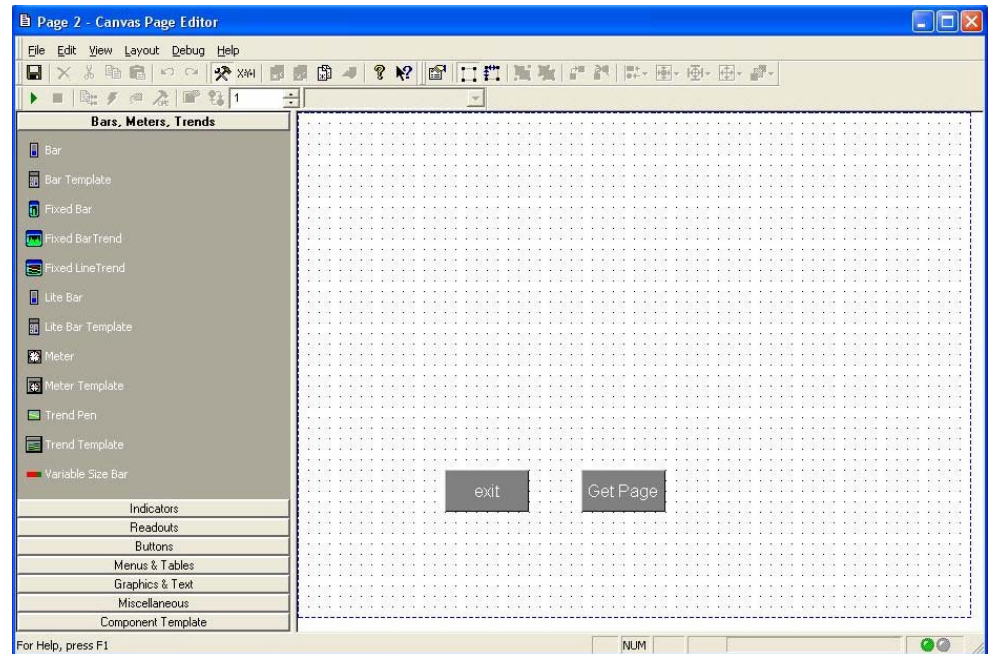 Page 2 - Canvas Page Editor
File Edit View Layout Debug Help
X/Y/H
1
Bars, Meters, Trends
Bar
Bar Template
Fixed Bar
Fixed BarTrend
Fixed LineTrend
Lite Bar
Lite Bar Template
Meter
Meter Template
Trend Pen
Trend Template
Variable Size Bar
Indicators
Readouts
Buttons
Menus & Tables
Graphics & Text
Miscellaneous
Component Template
exit
Get Page
For Help, press F1
NUM